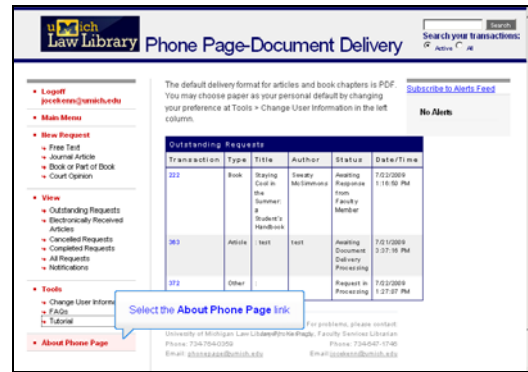 uMich
Law Library
Phone Page-Document Delivery
Search
Search your transactions:
Active All
Logoff
jocekenn@umich.edu
Main Menu
New Request
Free Text
Journal Article
Book or Part of Book
Court Opinion
View
Outstanding Requests
Electronically Received
Articles
Cancelled Requests
Completed Requests
All Requests
Notifications
Tools
Change User Informa
FAQs
Tutorial
About Phone Page
The default delivery format for articles and book chapters is PDF.
You may choose paper as your personal default by changing
your preference at Tools > Change User Information in the left
column.
Subscribe to Alerts Feed
No Alerts
Outstanding Requests
Transaction Type Title Author Status Date/Time
222 Book Staying Cool in the Summer: a Student's Handbook Sweaty McSimmons Awaiting Response from Faculty Member 7/22/2009 1:16:50 PM
363 Article : test test Awaiting Document Delivery Processing 7/21/2009 2:37:16 PM
372 Other : Request in Processing 7/22/2009 1:27:07 PM
Select the About Phone Page link
For problems, please contact:
University of Michigan Law Library
Faculty Services Librarian
Phone: 734-764-0359
Phone: 734-647-1746
Email: phonepage@umich.edu
Email: jocekenn@umich.edu